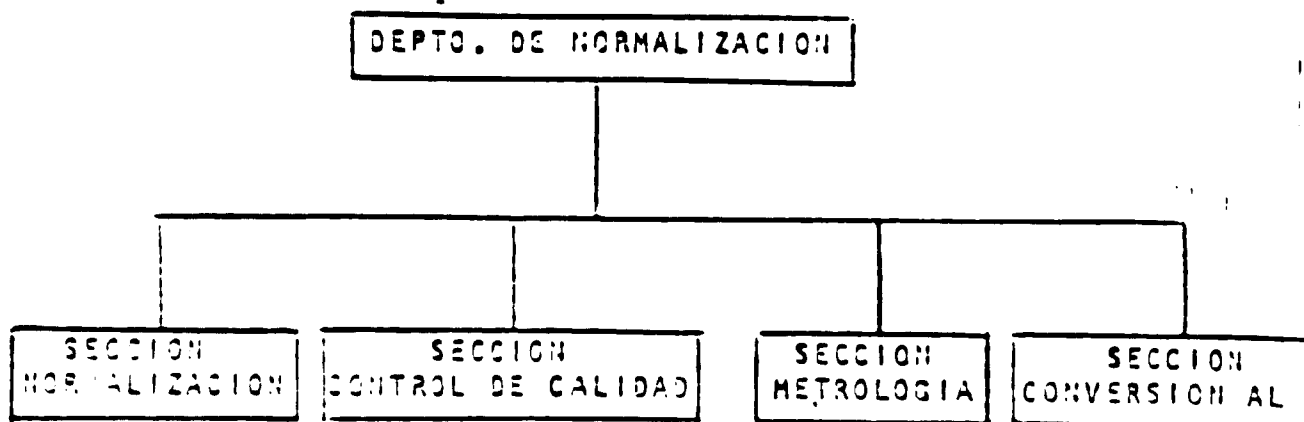 DEPTO. DE NORMALIZACION
SECCION
NORMALIZACION
SECCION
CONTROL DE CALIDAD
SECCION
METROLOGIA
SECCION
CONVERSION AL